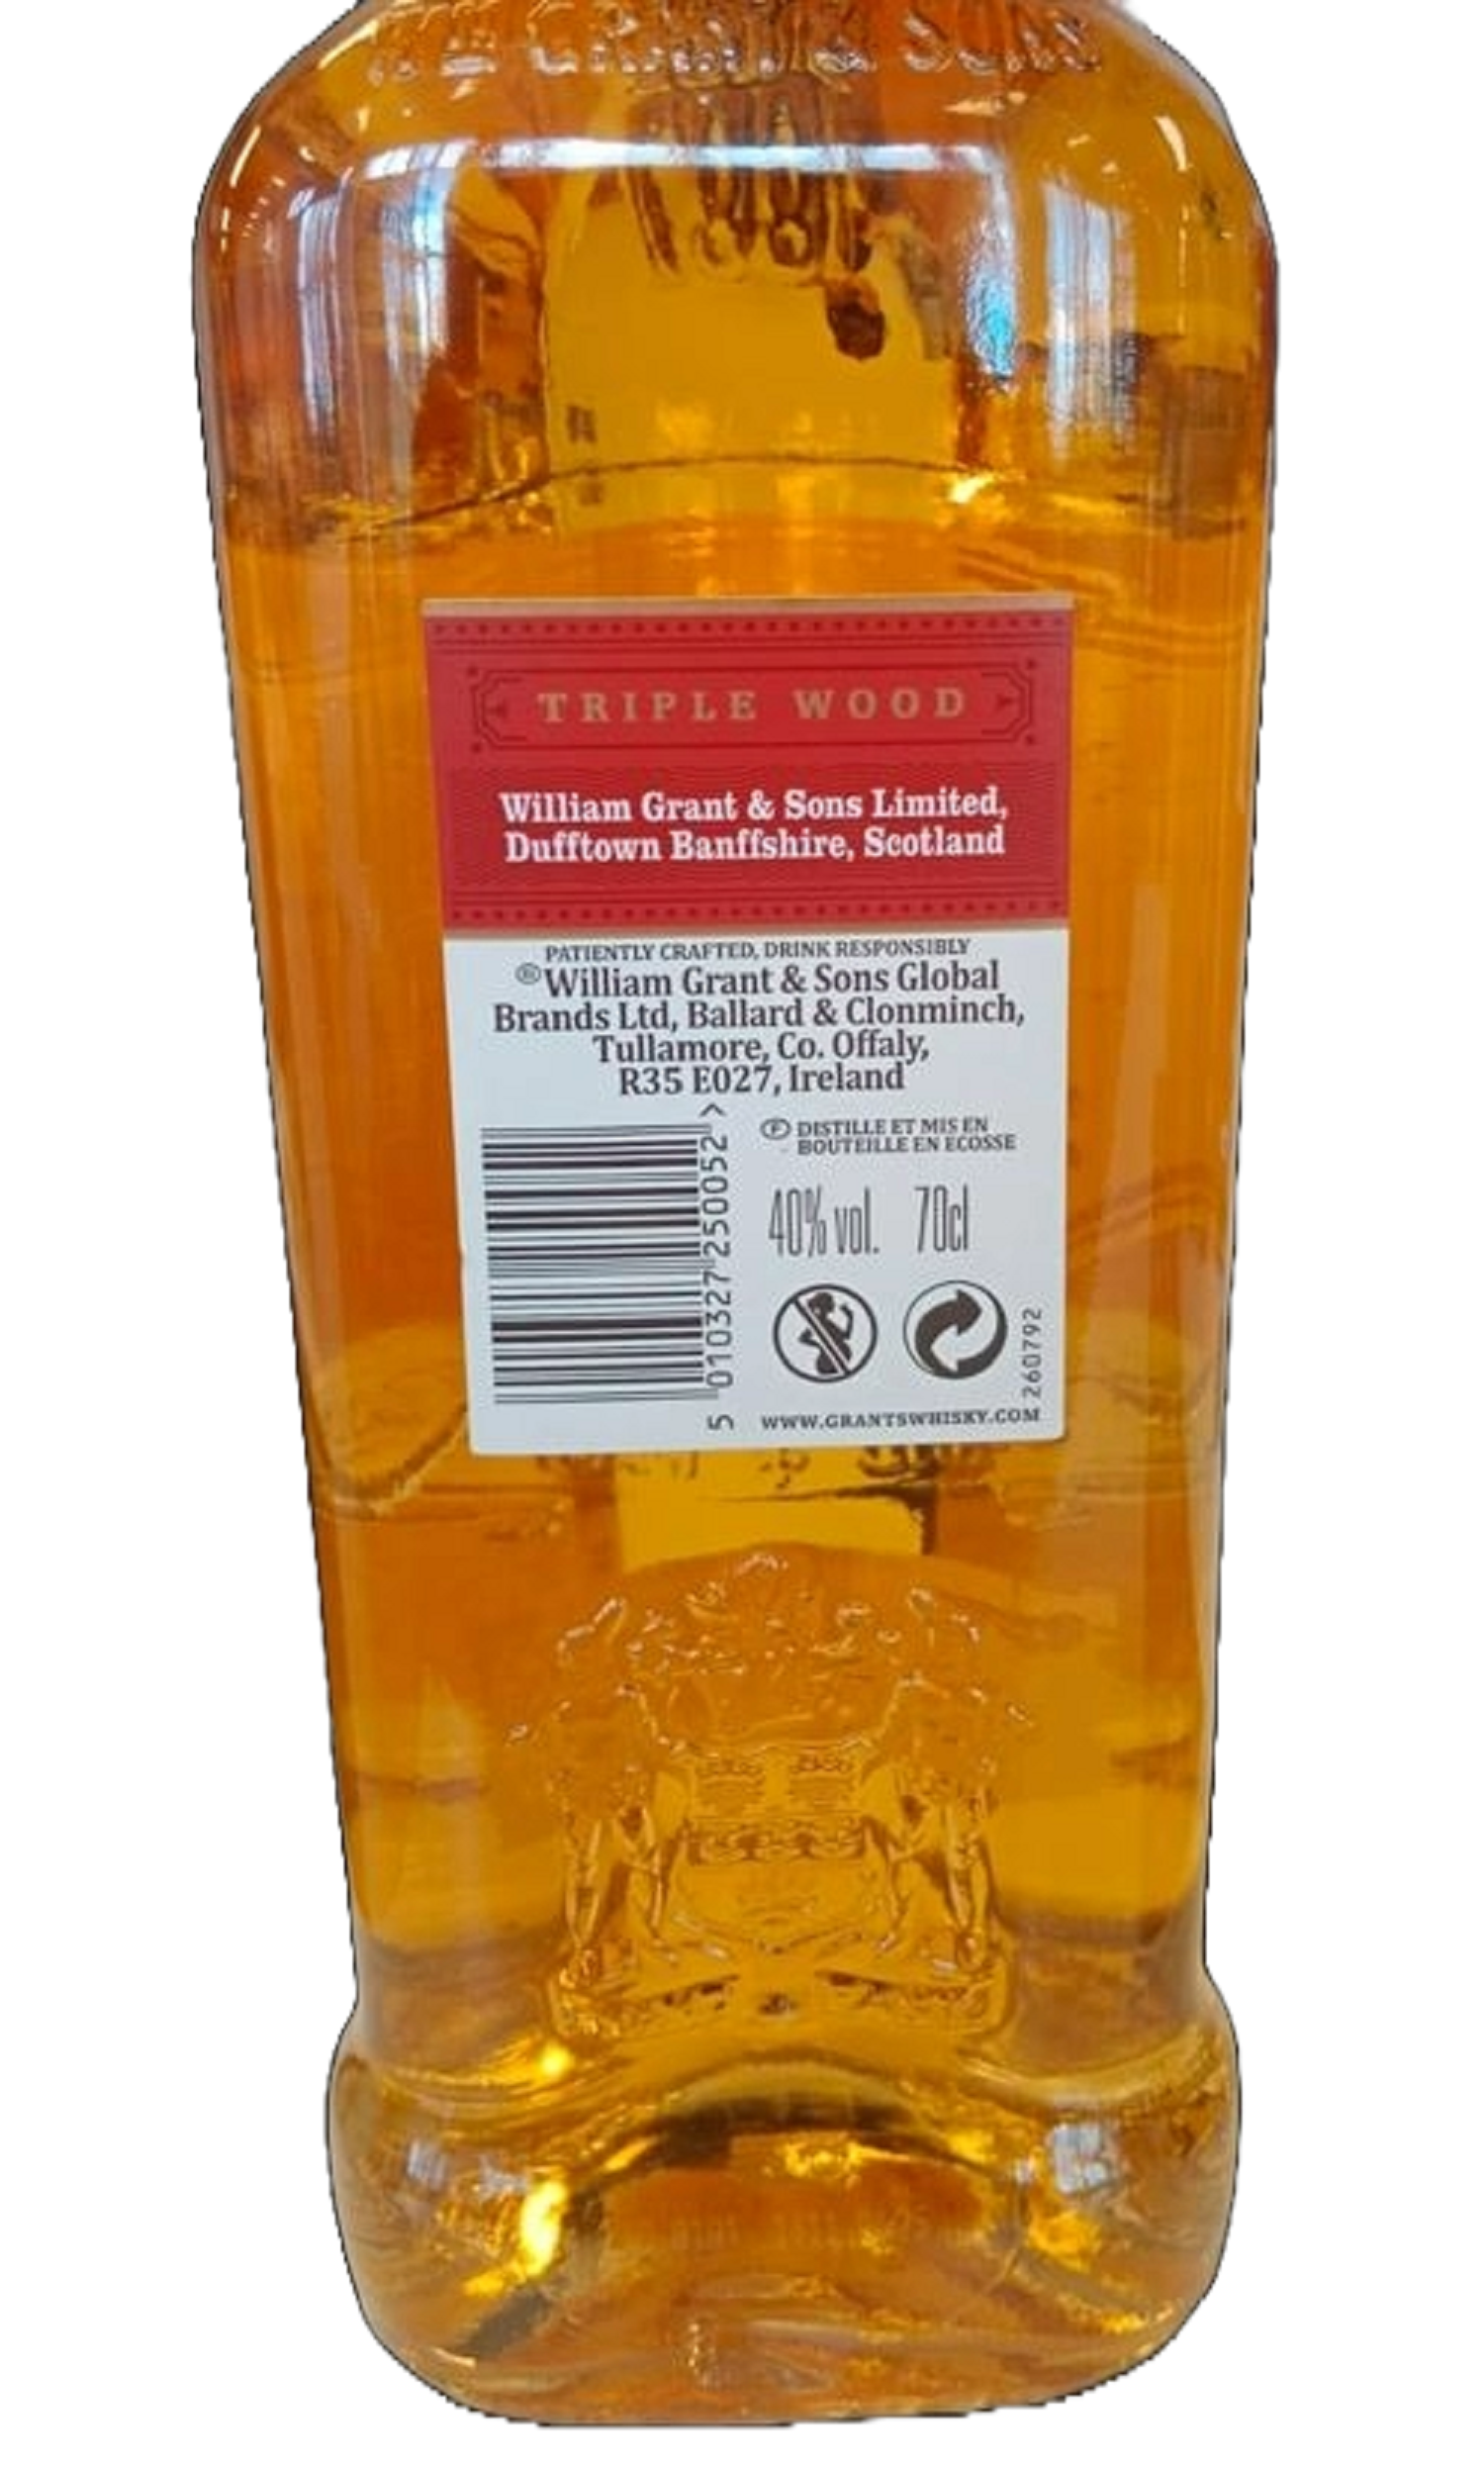 GRANT & SONS
TRIPLE WOOD
William Grant & Sons Limited,
Dufftown Banffshire, Scotland
PATIENTLY CRAFTED, DRINK RESPONSIBLY
William Grant & Sons Global
Brands Ltd, Ballard & Clonminch,
Tullamore, Co. Offaly,
R35 E027, Ireland
F DISTILLE ET MIS EN
BOUTEILLE EN ECOSSE
40% vol. 70cl
5 010327 250052 >
260792
WWW.GRANTSWHISKY.COM